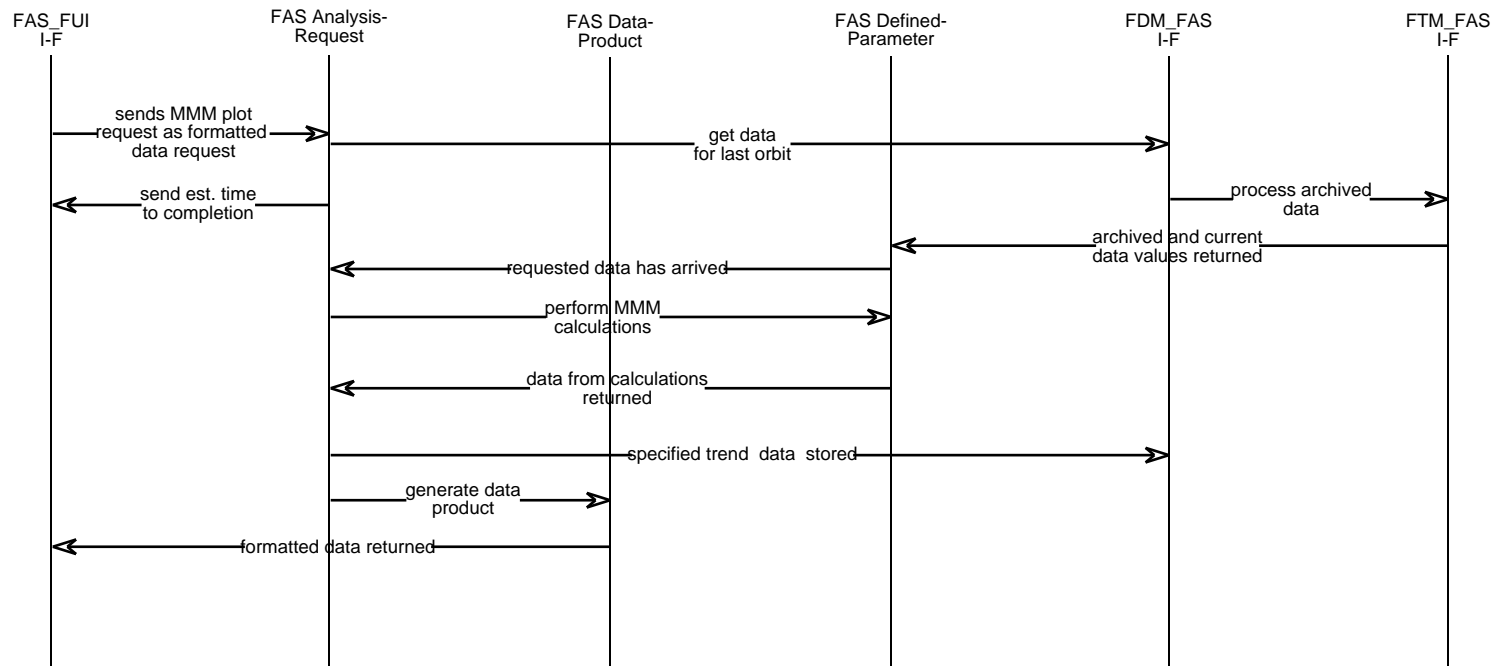 FAS_FUI
I-F
FAS Analysis-
Request
FAS Data-
Product
FAS Defined-
Parameter
FDM_FAS
I-F
FTM_FAS
I-F
sends MMM plot
request as formatted
data request
get data
for last orbit
send est. time
to completion
process archived
data
archived and current
data values returned
requested data has arrived
perform MMM
calculations
data from calculations
returned
specified trend data stored
generate data
product
formatted data returned